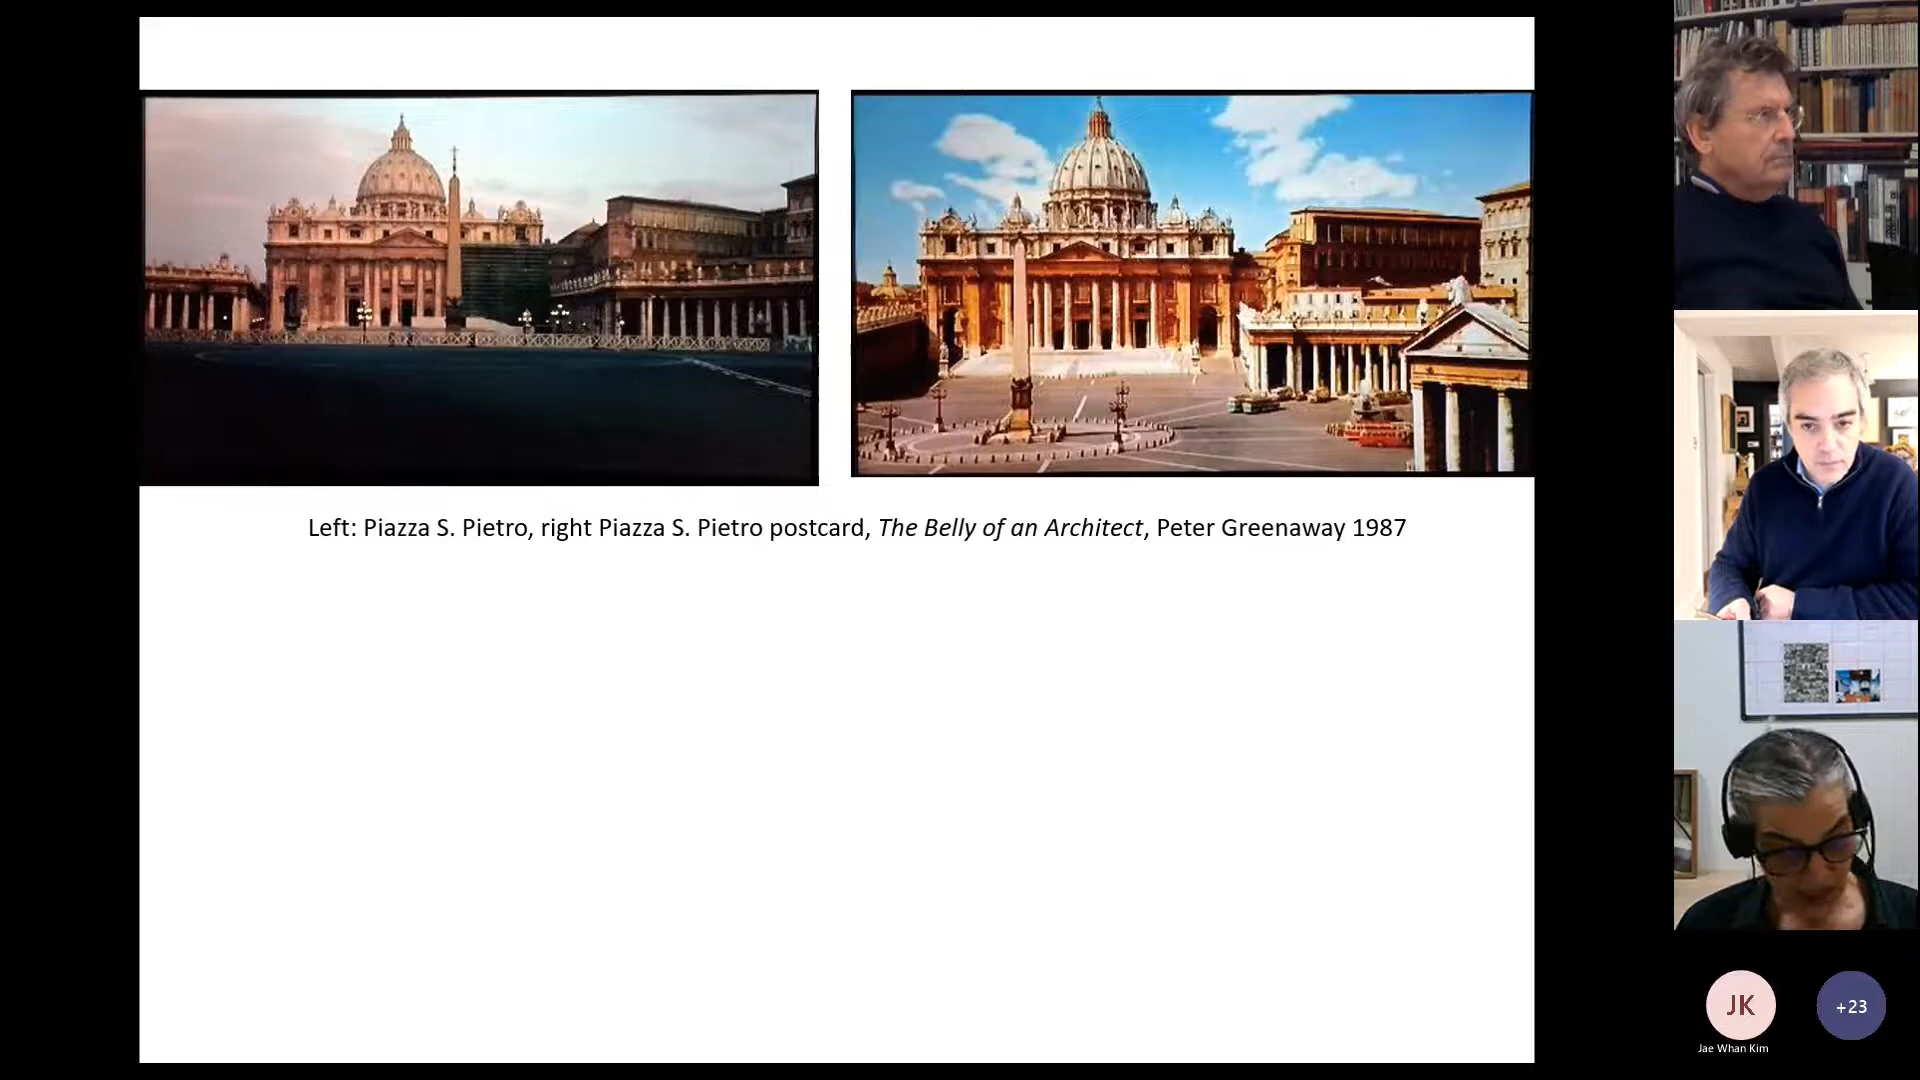 Left: Piazza S. Pietro, right Piazza S. Pietro postcard, The Belly of an Architect, Peter Greenaway 1987
JK
+23
Jae Whan Kim